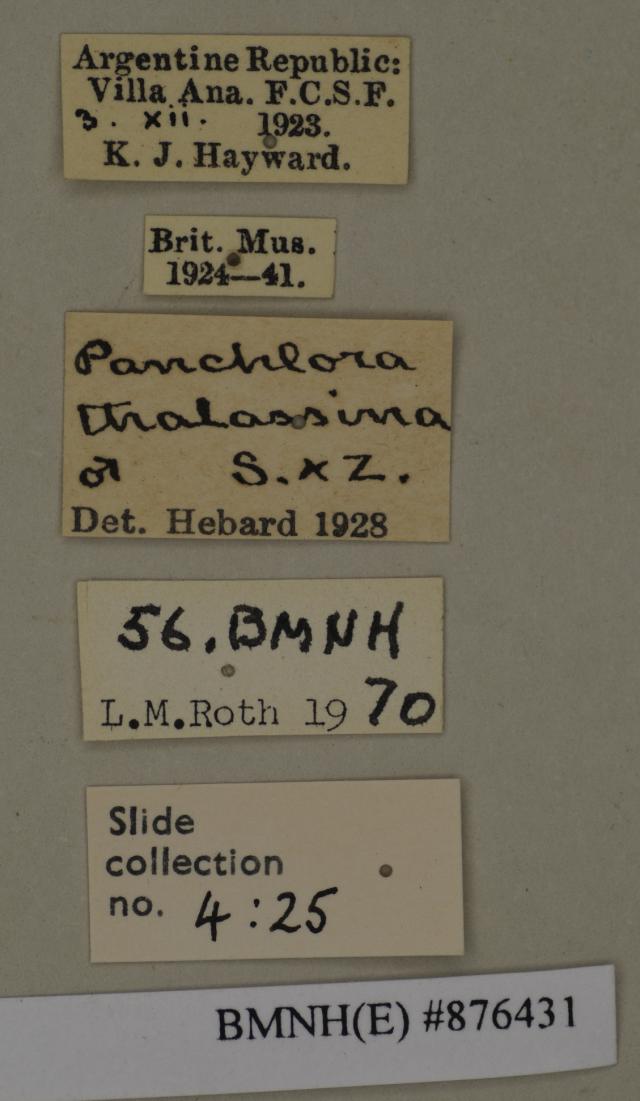 Argentine Republic:
Villa Ana. F.C.S.F.
3. XII. 1923.
K. J. Hayward.
Brit. Mus.
1924—41.
Panchlora
thalassina
♂ S. & Z.
Det. Hebard 1928
56. BMNH
L.M.Roth 1970
Slide
collection
no. 4:25
BMNH(E) #876431